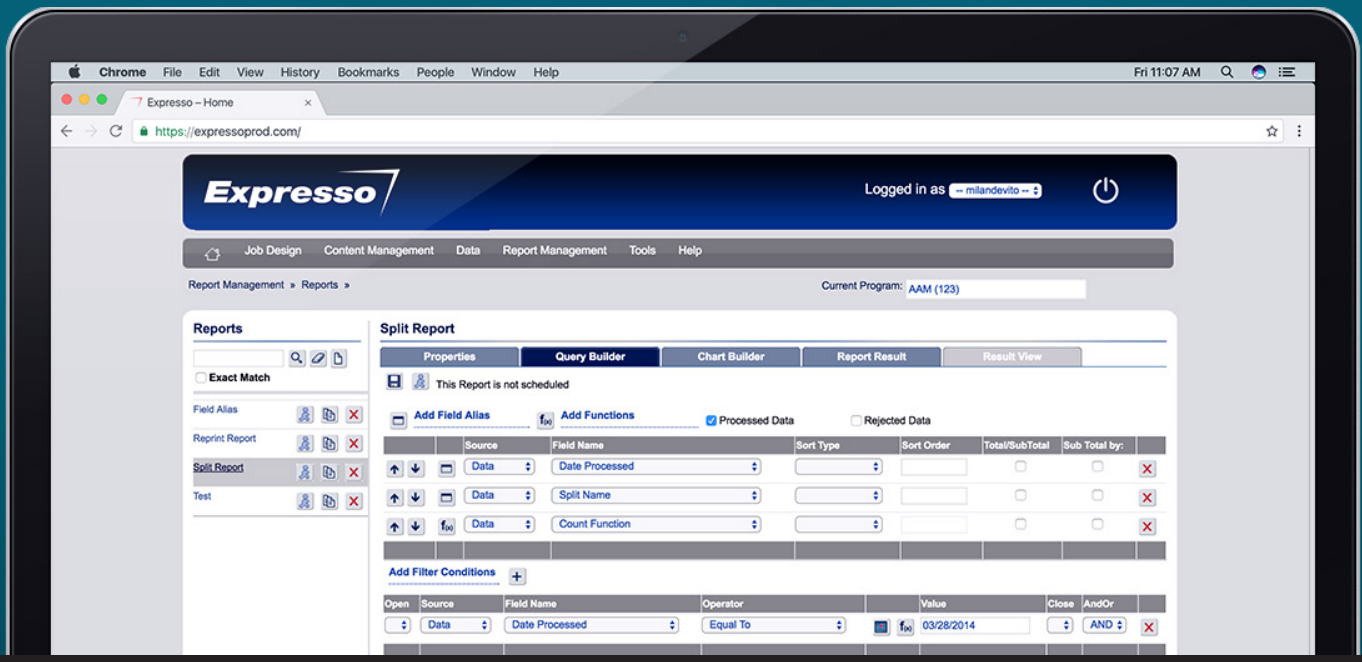 Chrome File Edit View History Bookmarks People Window Help Fri 11:07 AM
Expresso – Home ×
https://expressoprod.com/
Expresso Logged in as -- milandevito --
Job Design Content Management Data Report Management Tools Help
Report Management » Reports » Current Program: AAM (123)
Reports
Exact Match
Field Alias
Reprint Report
Split Report
Test
Split Report
Properties Query Builder Chart Builder Report Result Result View
This Report is not scheduled
Add Field Alias f(x) Add Functions Processed Data Rejected Data
Source Field Name Sort Type Sort Order Total/SubTotal Sub Total by:
Data Date Processed
Data Split Name
f(x) Data Count Function
Add Filter Conditions
Open Source Field Name Operator Value Close AndOr
Data Date Processed Equal To f(x) 03/28/2014 AND